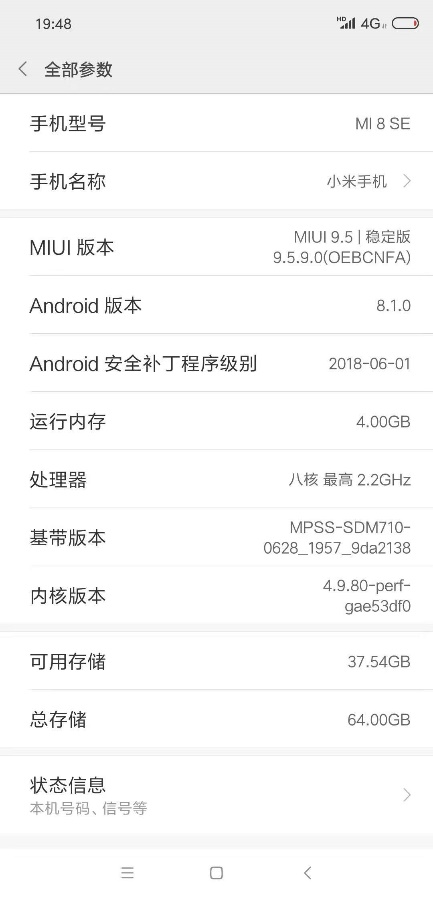 19:48
HD 4G
全部参数
手机型号
MI 8 SE
手机名称
小米手机
MIUI 版本
MIUI 9.5 | 稳定版
9.5.9.0(OEBCNFA)
Android 版本
8.1.0
Android 安全补丁程序级别
2018-06-01
运行内存
4.00GB
处理器
八核 最高 2.2GHz
基带版本
MPSS-SDM710-
0628_1957_9da2138
内核版本
4.9.80-perf-
gae53df0
可用存储
37.54GB
总存储
64.00GB
状态信息
本机号码、信号等